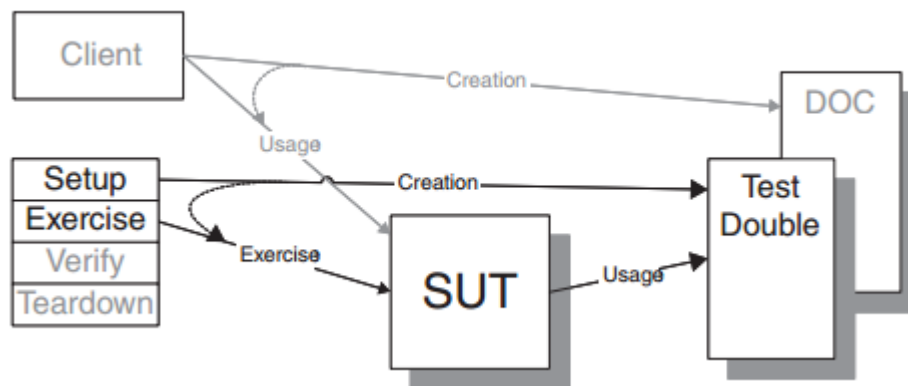 Client
Creation
DOC
Usage
Setup
Creation
Test
Double
Exercise
Exercise
SUT
Usage
Verify
Teardown